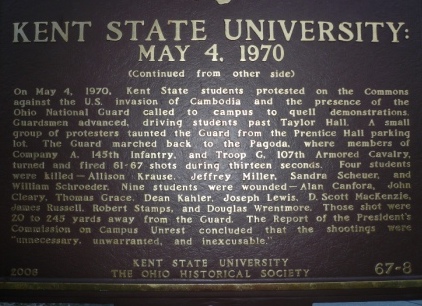 KENT STATE UNIVERSITY:
MAY 4, 1970
(Continued from other side)
On May 4, 1970, Kent State students protested on the Commons
against the U.S. invasion of Cambodia and the presence of the
Ohio National Guard called to campus to quell demonstrations.
Guardsmen advanced, driving students past Taylor Hall. A small
group of protesters taunted the Guard from the Prentice Hall parking
lot. The Guard marched back to the Pagoda, where members of
Company A, 145th Infantry, and Troop G, 107th Armored Cavalry,
turned and fired 61-67 shots during thirteen seconds. Four students
were killed—Allison Krause, Jeffrey Miller, Sandra Scheuer, and
William Schroeder. Nine students were wounded—Alan Canfora, John
Cleary, Thomas Grace, Dean Kahler, Joseph Lewis, D. Scott MacKenzie,
James Russell, Robert Stamps, and Douglas Wrentmore. Those shot were
20 to 245 yards away from the Guard. The Report of the President's
Commission on Campus Unrest concluded that the shootings were
"unnecessary, unwarranted, and inexcusable."
KENT STATE UNIVERSITY
2006 THE OHIO HISTORICAL SOCIETY 67-8